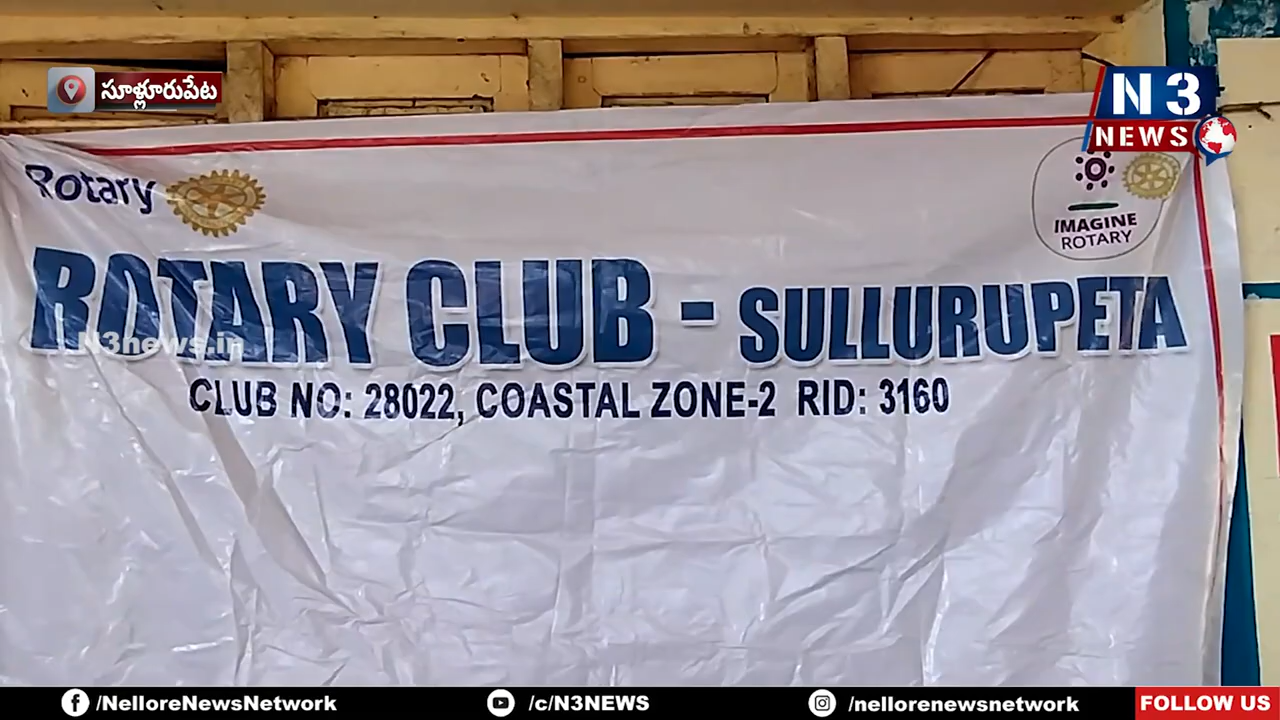 సూళ్లూరుపేట
N3
NEWS
Rotary
IMAGINE
ROTARY
ROTARY CLUB - SULLURUPETA
N3news.in
CLUB NO: 28022, COASTAL ZONE-2 RID: 3160
/NelloreNewsNetwork
/c/N3NEWS
/nellorenewsnetwork
FOLLOW US